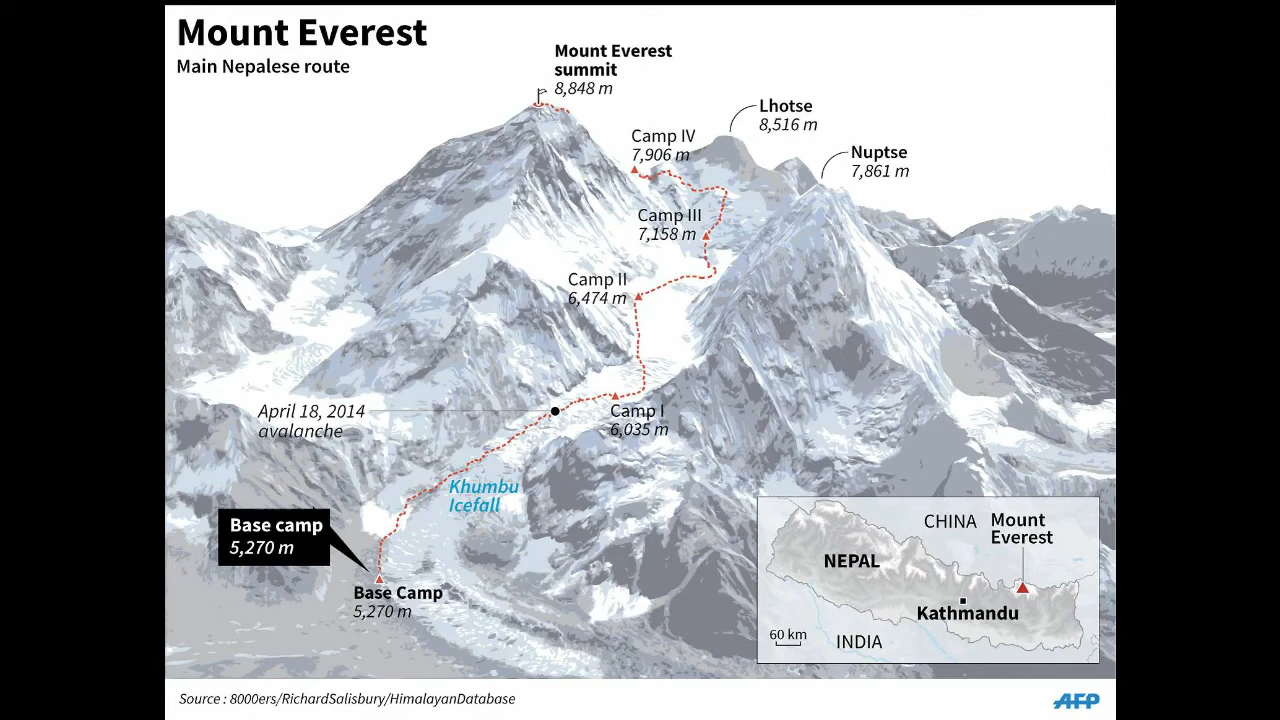 Mount Everest
Main Nepalese route
Mount Everest
summit
8,848 m
Lhotse
8,516 m
Camp IV
7,906 m
Nuptse
7,861 m
Camp III
7,158 m
Camp II
6,474 m
April 18, 2014
avalanche
Camp I
6,035 m
Khumbu
Icefall
Base camp
5,270 m
Base Camp
5,270 m
CHINA
Mount
Everest
NEPAL
Kathmandu
60 km
INDIA
Source : 8000ers/RichardSalisbury/HimalayanDatabase
AFP